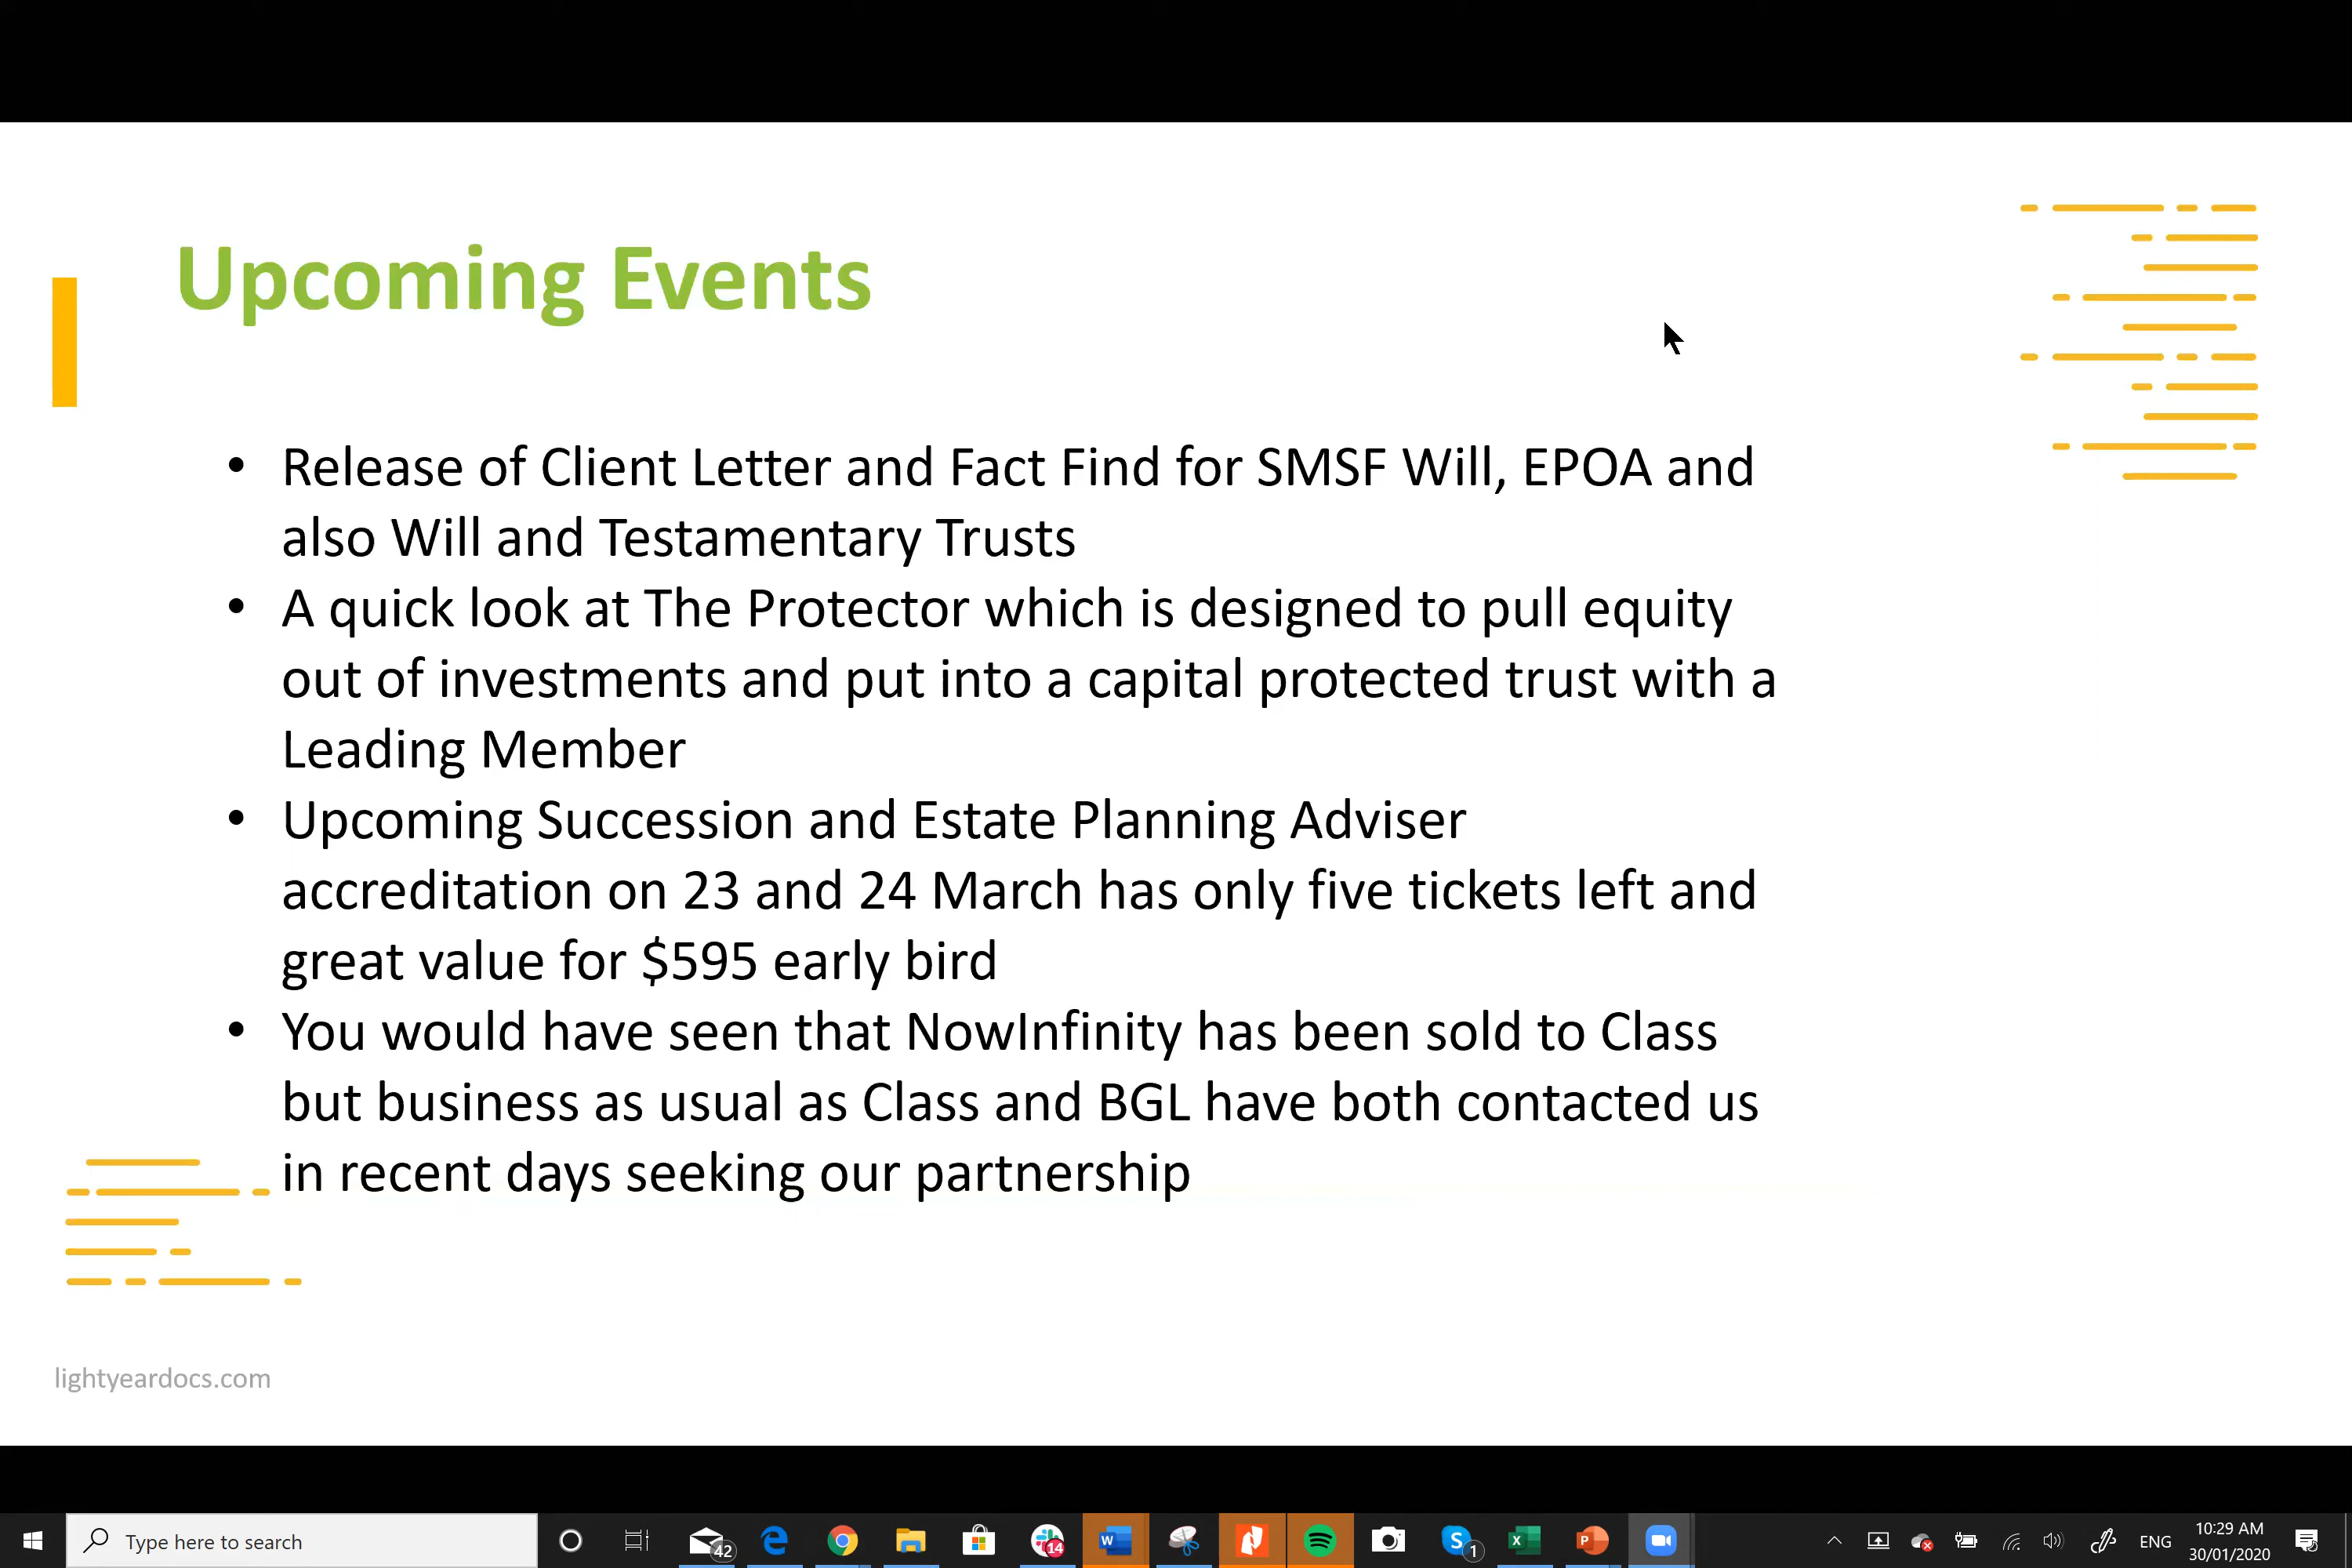 Upcoming Events
• Release of Client Letter and Fact Find for SMSF Will, EPOA and
also Will and Testamentary Trusts
• A quick look at The Protector which is designed to pull equity
out of investments and put into a capital protected trust with a
Leading Member
• Upcoming Succession and Estate Planning Adviser
accreditation on 23 and 24 March has only five tickets left and
great value for $595 early bird
• You would have seen that NowInfinity has been sold to Class
but business as usual as Class and BGL have both contacted us
in recent days seeking our partnership
lightyeardocs.com
Type here to search
42
14
W
S
1
X
P
ENG
10:29 AM
30/01/2020